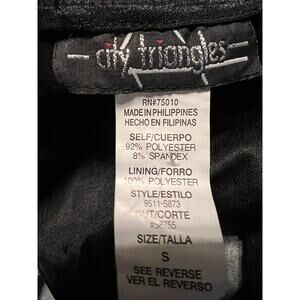 city triangles
RN#75010
MADE IN PHILIPPINES
HECHO EN FILIPINAS
SELF/CUERPO
92% POLYESTER
8% SPANDEX
LINING/FORRO
100% POLYESTER
STYLE/ESTILO
9511-S873
CUT/CORTE
#58755
SIZE/TALLA
S
SEE REVERSE
VER EL REVERSO